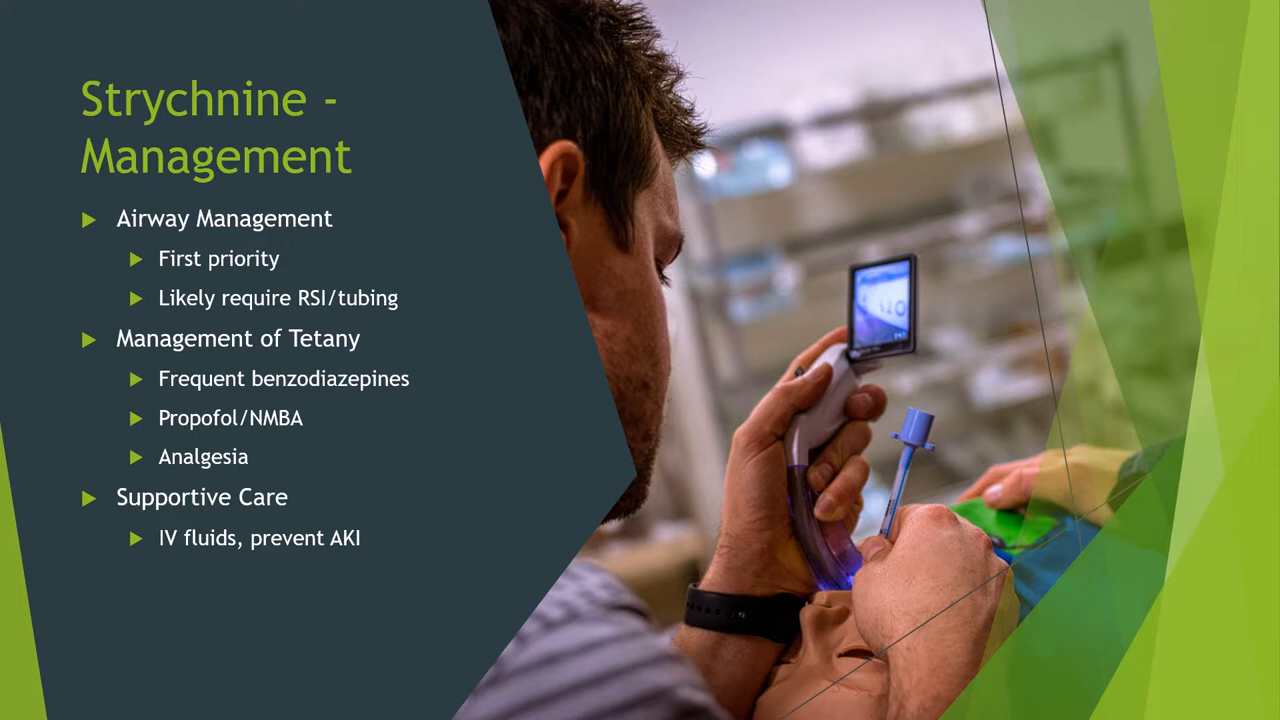 Strychnine -
Management
Airway Management
First priority
Likely require RSI/tubing
Management of Tetany
Frequent benzodiazepines
Propofol/NMBA
Analgesia
Supportive Care
IV fluids, prevent AKI